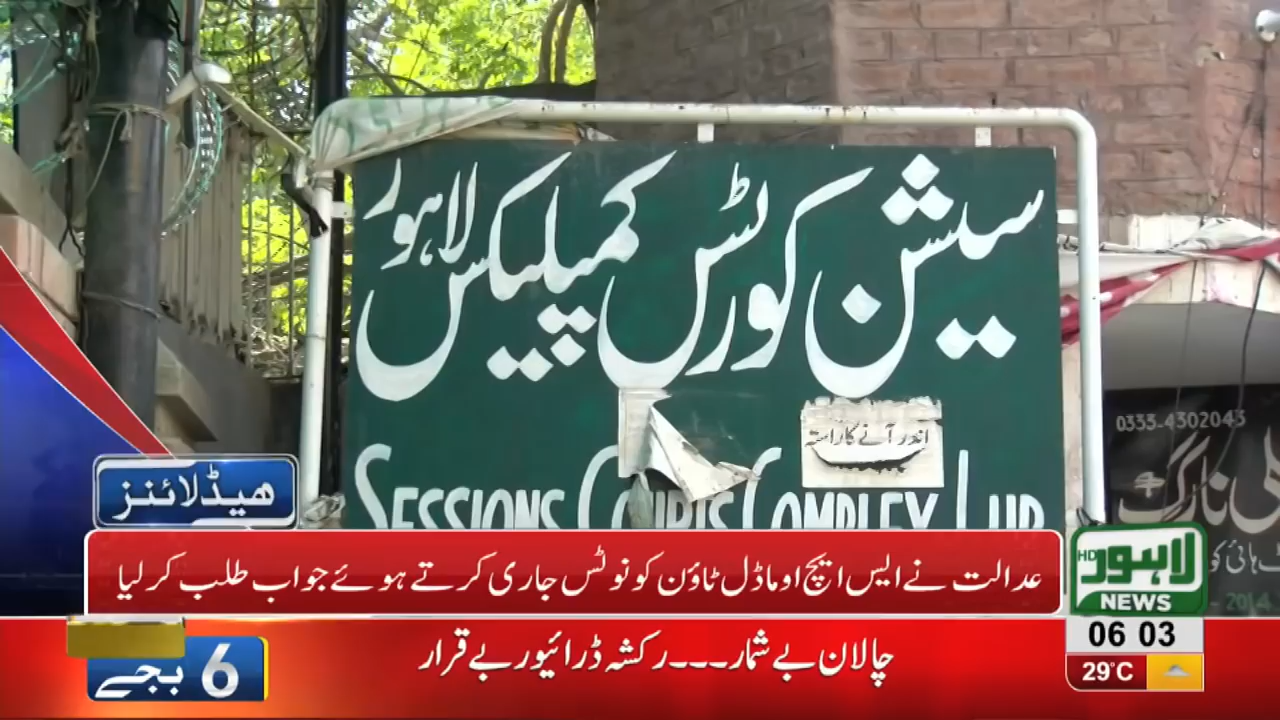 سیشن کورٹس کمپلیکس لاہور
اندر آنے کا راستہ
SESSIONS COURTS COMPLEX LHR
0333-4302043
ہیڈلائنز
عدالت نے ایس ایچ او ماڈل ٹاؤن کو نوٹس جاری کرتے ہوئے جواب طلب کر لیا
HD لاہور
NEWS
06 03
29°C
6 بجے
چالان بے شمار۔۔۔ رکشہ ڈرائیور بے قرار